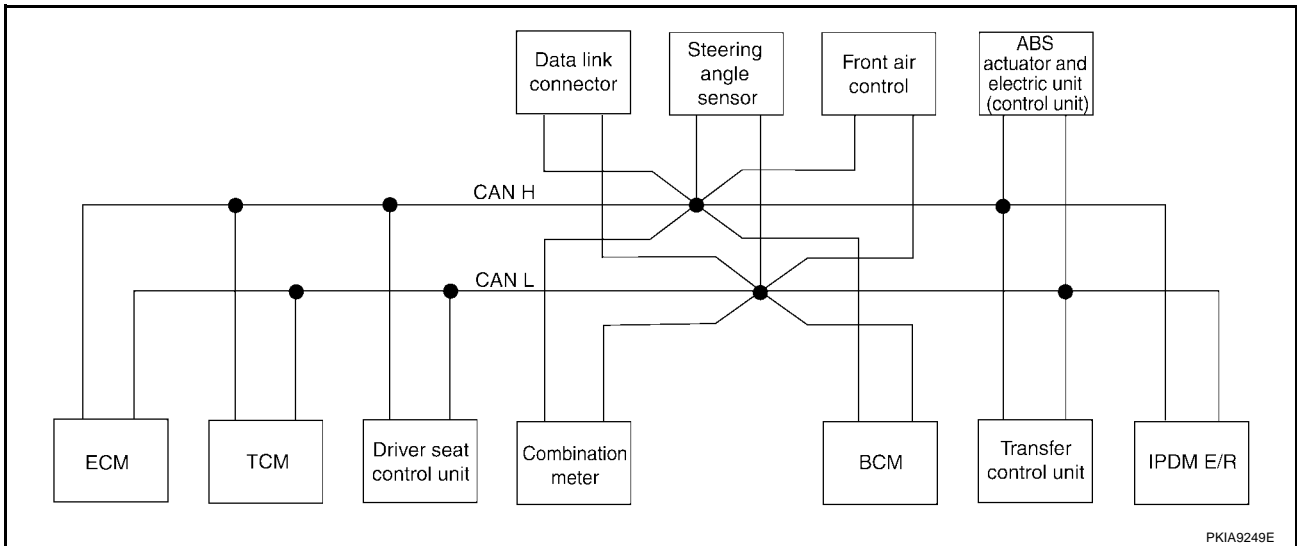 Data link
connector
Steering
angle
sensor
Front air
control
ABS
actuator and
electric unit
(control unit)
CAN H
CAN L
ECM
TCM
Driver seat
control unit
Combination
meter
BCM
Transfer
control unit
IPDM E/R
PKIA9249E